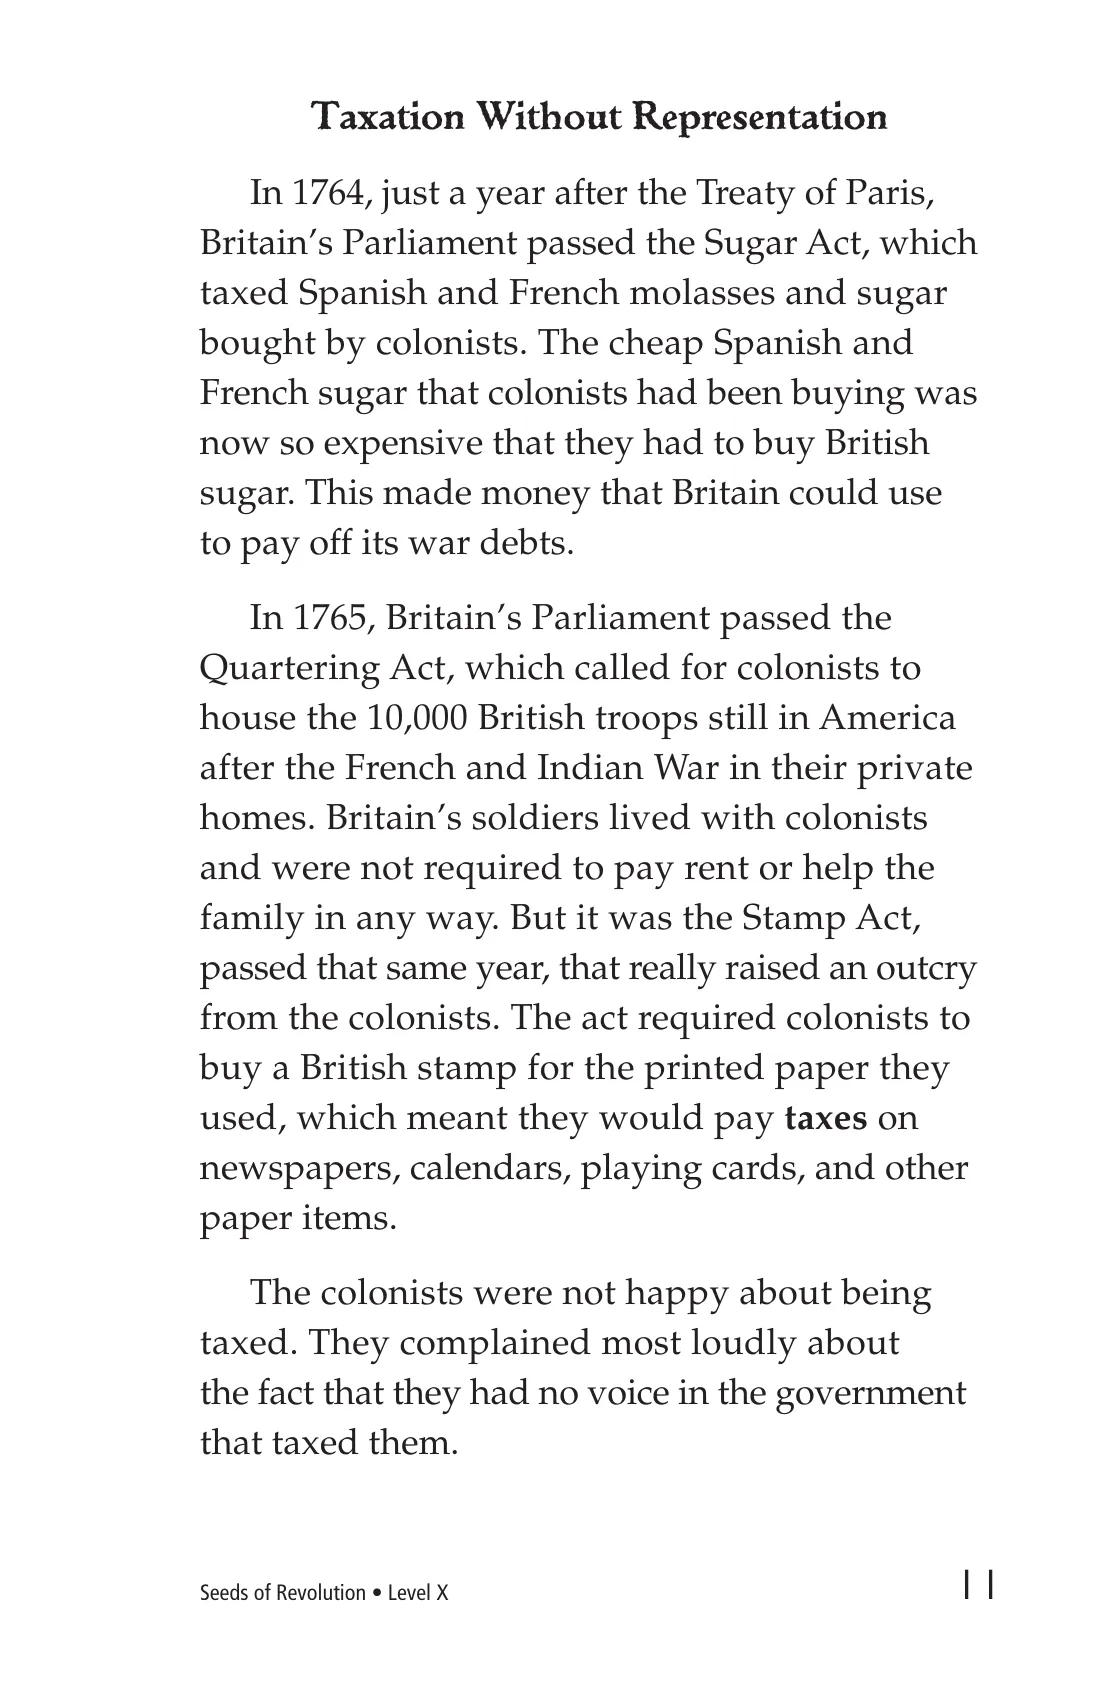 Taxation Without Representation
In 1764, just a year after the Treaty of Paris,
Britain’s Parliament passed the Sugar Act, which
taxed Spanish and French molasses and sugar
bought by colonists. The cheap Spanish and
French sugar that colonists had been buying was
now so expensive that they had to buy British
sugar. This made money that Britain could use
to pay off its war debts.
In 1765, Britain’s Parliament passed the
Quartering Act, which called for colonists to
house the 10,000 British troops still in America
after the French and Indian War in their private
homes. Britain’s soldiers lived with colonists
and were not required to pay rent or help the
family in any way. But it was the Stamp Act,
passed that same year, that really raised an outcry
from the colonists. The act required colonists to
buy a British stamp for the printed paper they
used, which meant they would pay taxes on
newspapers, calendars, playing cards, and other
paper items.
The colonists were not happy about being
taxed. They complained most loudly about
the fact that they had no voice in the government
that taxed them.
Seeds of Revolution • Level X
11